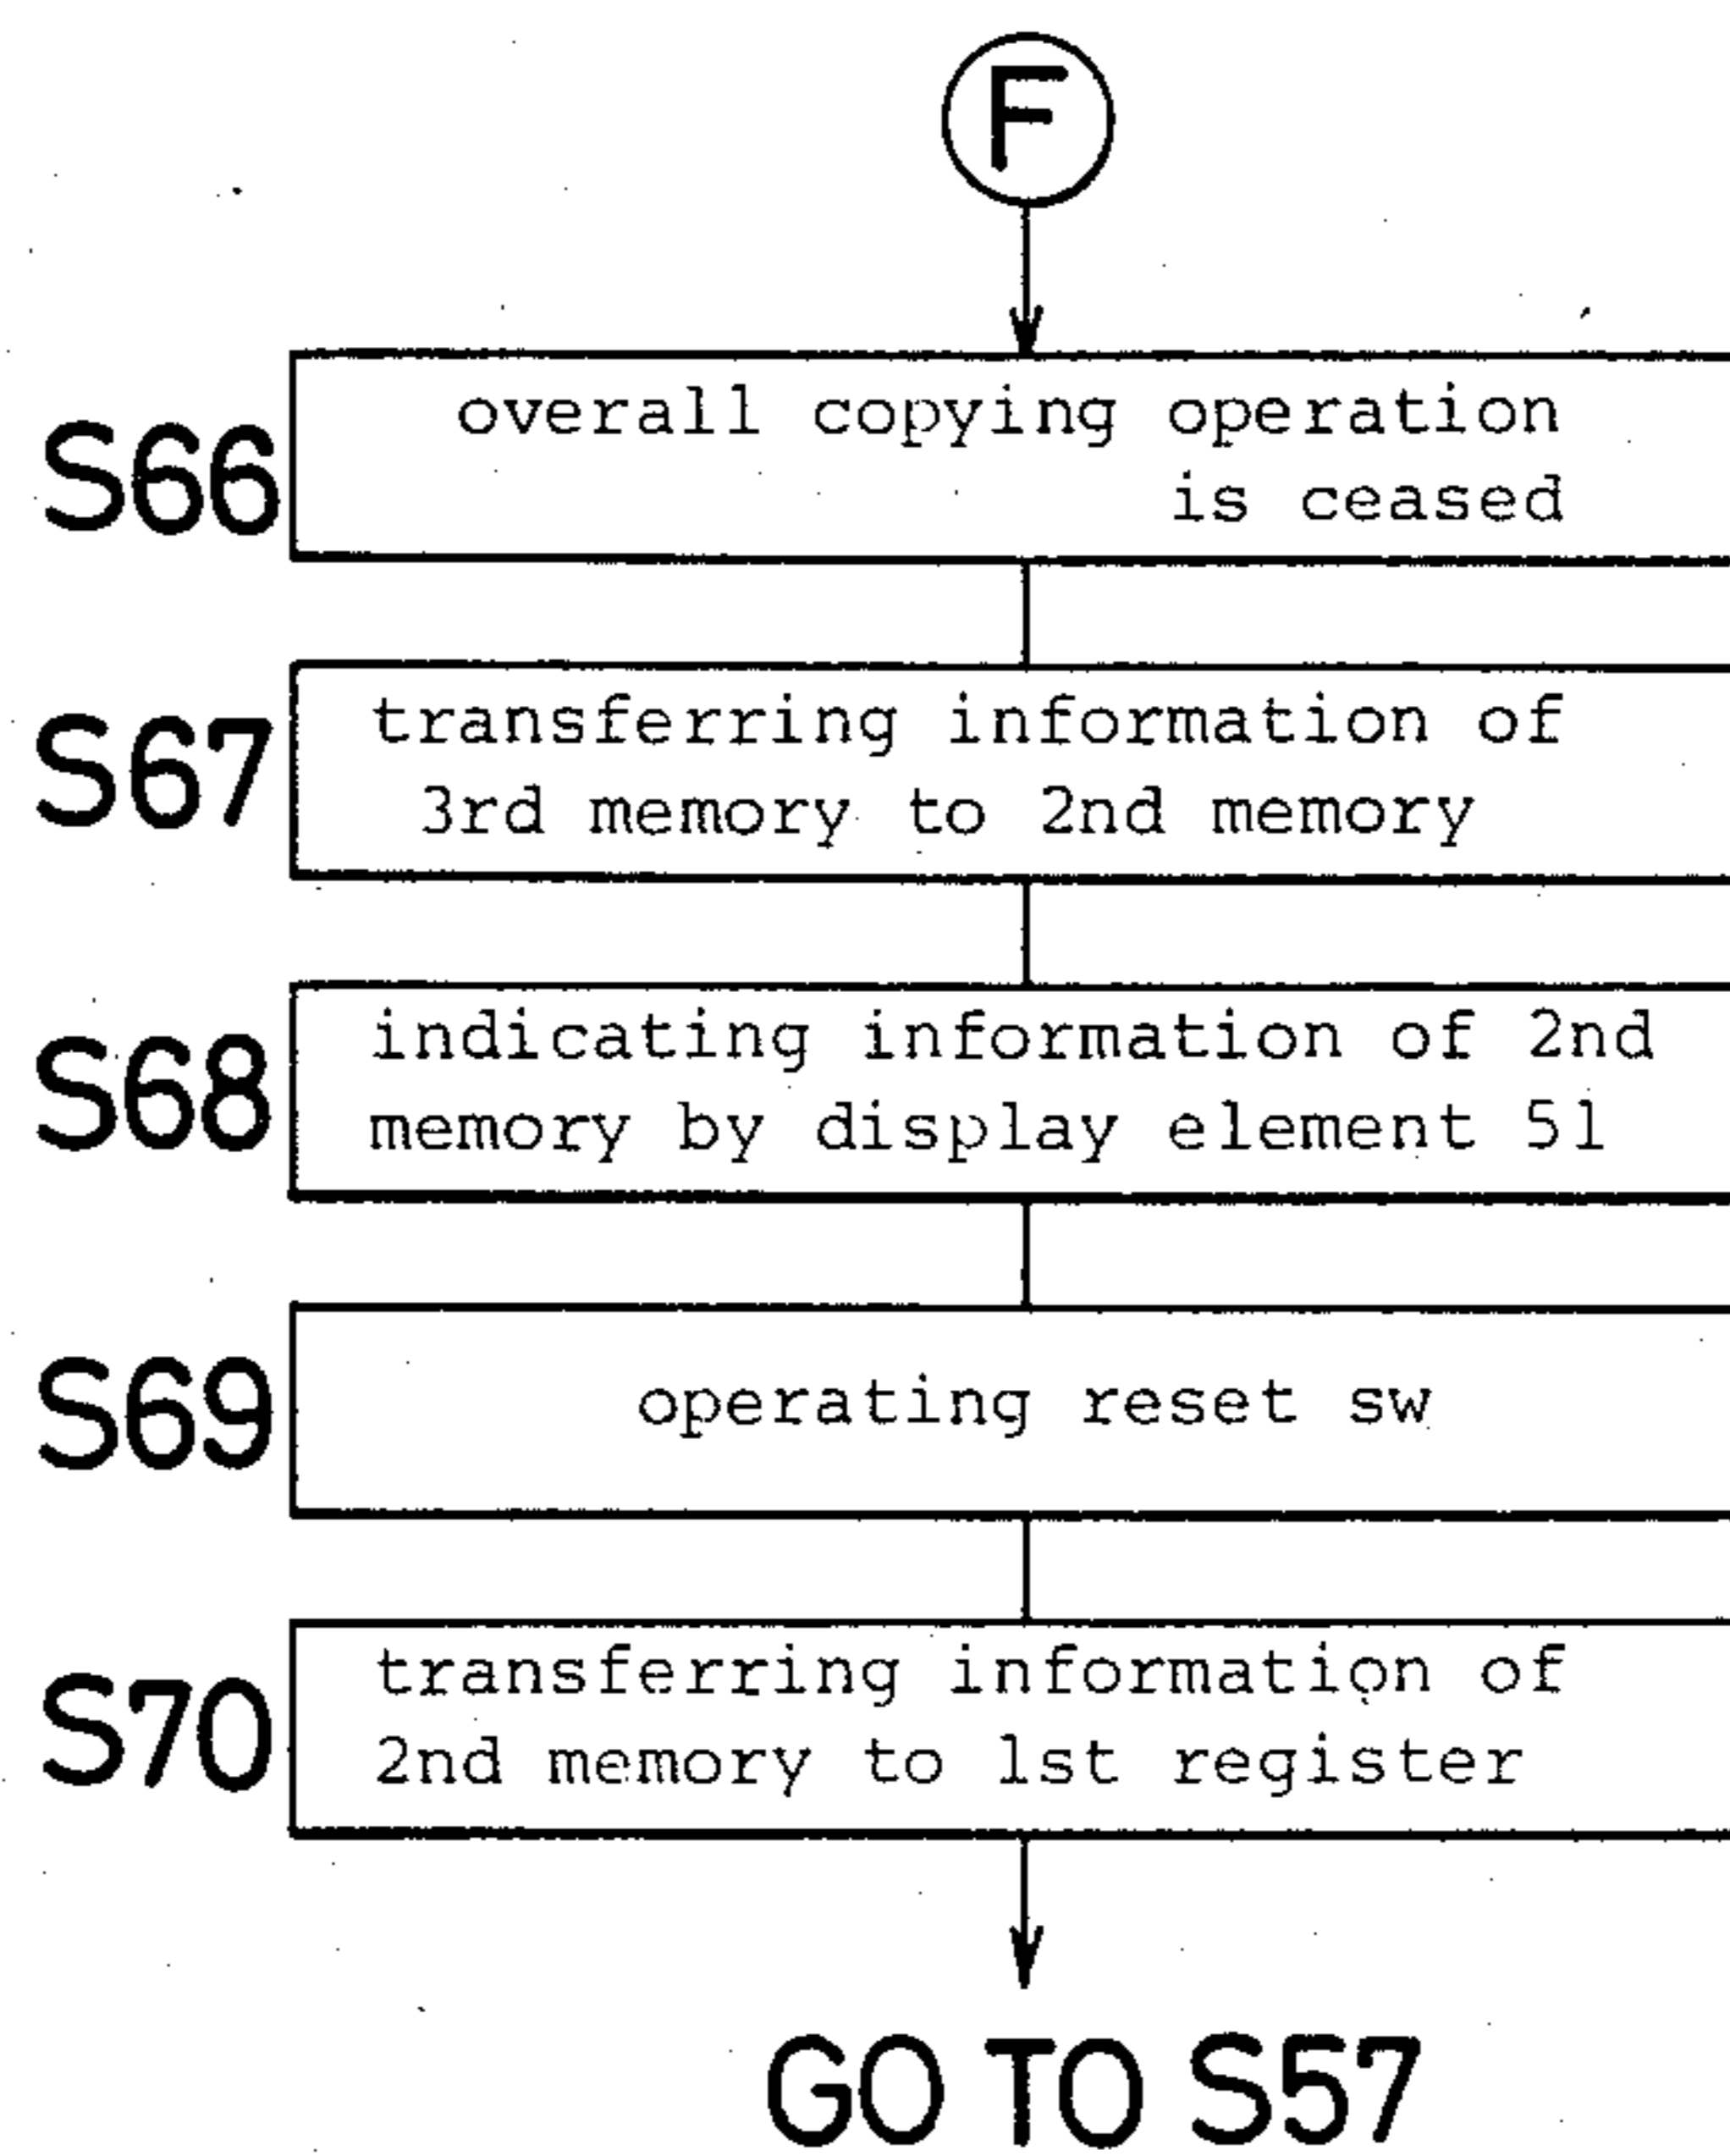 F
S66
overall copying operation
is ceased
S67
transferring information of
3rd memory to 2nd memory
S68
indicating information of 2nd
memory by display element 51
S69
operating reset sw
S70
transferring information of
2nd memory to 1st register
GO TO S57